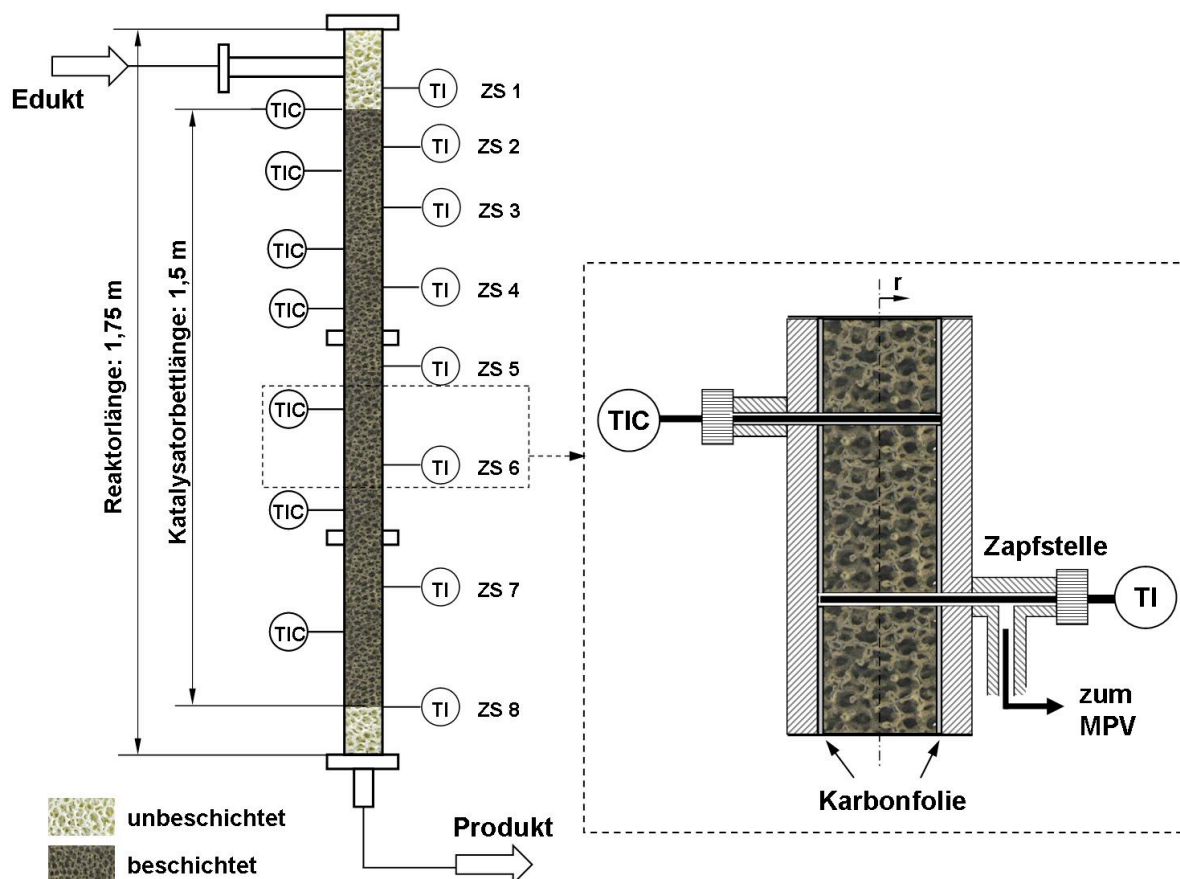 Edukt
Reaktorlänge: 1,75 m
Katalysatorbettlänge: 1,5 m
TI ZS 1
TIC
TI ZS 2
TIC
TI ZS 3
TIC
TI ZS 4
TIC
TI ZS 5
TIC
TI ZS 6
TIC
TI ZS 7
TIC
TI ZS 8
unbeschichtet
beschichtet
Produkt
r
TIC
Zapfstelle
TI
zum
MPV
Karbonfolie